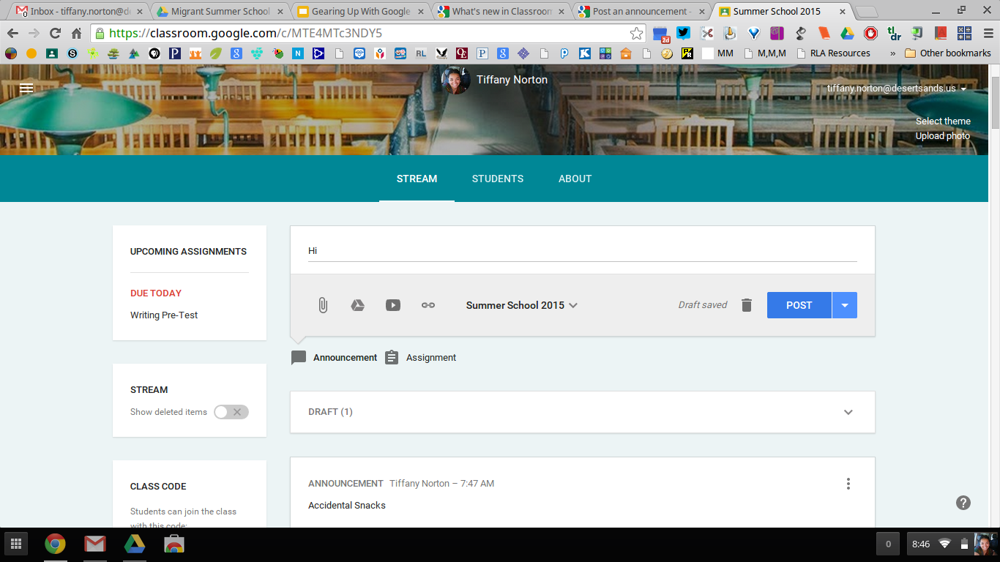 Inbox - tiffany.norton@de
Migrant Summer School
Gearing Up With Google
What's new in Classroom
Post an announcement -
Summer School 2015
https://classroom.google.com/c/MTE4MTc3NDY5
2d
tl;dr
S
P
g
N
RL
P
g
p
K
MM
M,M,M
RLA Resources
»
Other bookmarks
Tiffany Norton
tiffany.norton@desertsands.us
Select theme
Upload photo
STREAM
STUDENTS
ABOUT
UPCOMING ASSIGNMENTS
DUE TODAY
Writing Pre-Test
STREAM
Show deleted items
CLASS CODE
Students can join the class
with this code:
Hi
Summer School 2015
Draft saved
POST
Announcement
Assignment
DRAFT (1)
ANNOUNCEMENT Tiffany Norton – 7:47 AM
Accidental Snacks
0
8:46